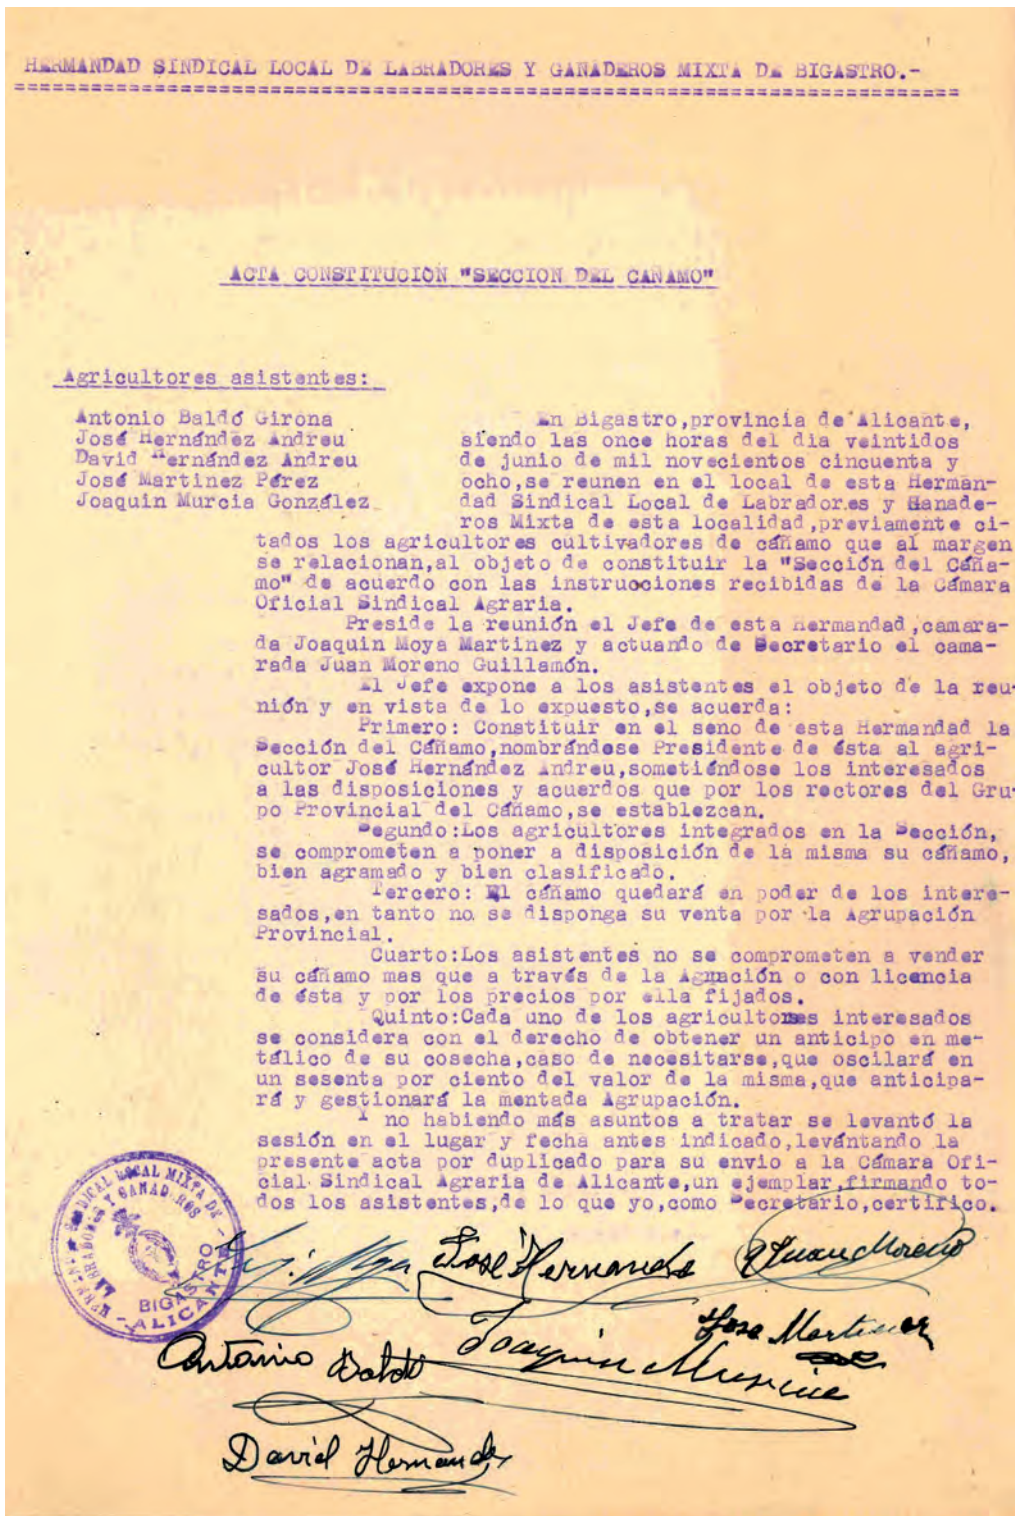 HERMANDAD SINDICAL LOCAL DE LABRADORES Y GANADEROS MIXTA DE BIGASTRO.-
ACTA CONSTITUCIÓN "SECCION DEL CAÑAMO"
Agricultores asistentes:
Antonio Baldó Girona
José Hernández Andreu
David Hernández Andreu
José Martinez Pérez
Joaquin Murcia González
En Bigastro,provincia de Alicante,
siendo las once horas del dia veintidos
de junio de mil novecientos cincuenta y
ocho,se reunen en el local de esta Herman-
dad Sindical Local de Labradores y Hanade-
ros Mixta de esta localidad,previamente ci-
tados los agricultores cultivadores de cáñamo que al margen
se relacionan,al objeto de constituir la "Sección del Cáña-
mo" de acuerdo con las instrucciones recibidas de la Cámara
Oficial Sindical Agraria.
Preside la reunión el Jefe de esta Hermandad,camara-
da Joaquin Moya Martinez y actuando de Secretario el cama-
rada Juan Moreno Guillamón.
El Jefe expone a los asistentes el objeto de la reu-
nión y en vista de lo expuesto,se acuerda:
Primero: Constituir en el seno de esta Hermandad la
Sección del Cáñamo,nombrándose Presidente de ésta al agri-
cultor José Hernández Andreu,sometiéndose los interesados
a las disposiciones y acuerdos que por los rectores del Gru-
po Provincial del Cáñamo,se establezcan.
Segundo:Los agricultores integrados en la Sección,
se comprometen a poner a disposición de la misma su cáñamo,
bien agramado y bien clasificado.
Tercero: El cáñamo quedará en poder de los intere-
sados,en tanto no se disponga su venta por la Agrupación
Provincial.
Cuarto:Los asistentes no se comprometen a vender
su cáñamo mas que a través de la Agrupación o con licencia
de ésta y por los precios por ella fijados.
Quinto:Cada uno de los agricultores interesados
se considera con el derecho de obtener un anticipo en me-
tálico de su cosecha,caso de necesitarse,que oscilará en
un sesenta por ciento del valor de la misma,que anticipa-
rá y gestionará la mentada Agrupación.
Y no habiendo más asuntos a tratar se levantó la
sesión en el lugar y fecha antes indicado,levántando la
presente acta por duplicado para su envio a la Cámara Ofi-
cial Sindical Agraria de Alicante,un ejemplar,firmando to-
dos los asistentes,de lo que yo,como Secretario,certifico.
SINDICAL LOCAL MIXTA DE
LABRADORES Y GANADEROS
BIGASTRO
-ALICANTE-
José Hernandez
Juan Moreno
Jose Martinez
Antonio Baldó
Joaquin Murcia
David Hernandez